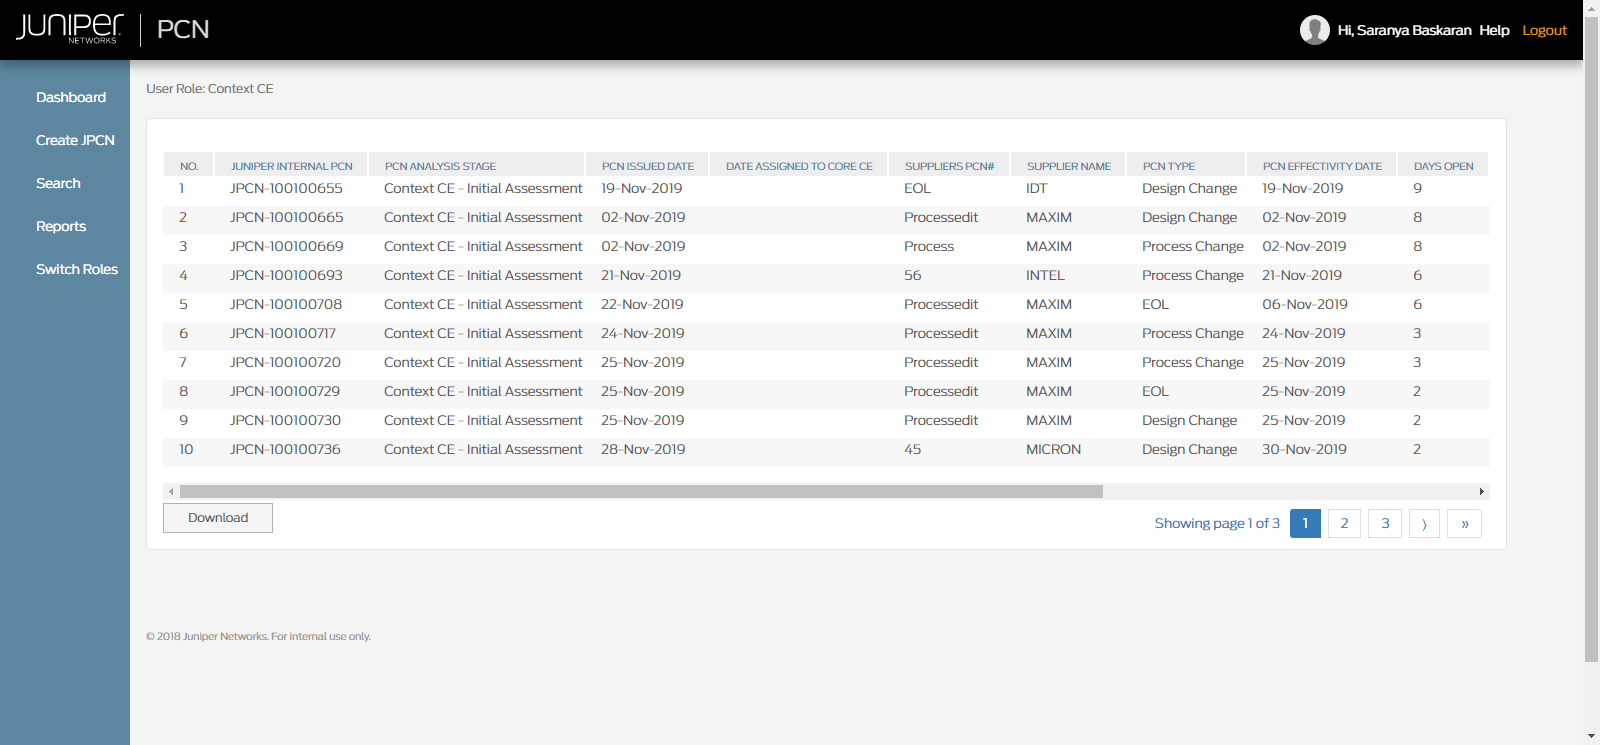 JUNIPEr NETWORKS PCN Hi, Saranya Baskaran Help Logout
Dashboard
Create JPCN
Search
Reports
Switch Roles
User Role: Context CE
NO. JUNIPER INTERNAL PCN PCN ANALYSIS STAGE PCN ISSUED DATE DATE ASSIGNED TO CORE CE SUPPLIERS PCN# SUPPLIER NAME PCN TYPE PCN EFFECTIVITY DATE DAYS OPEN
1 JPCN-100100655 Context CE - Initial Assessment 19-Nov-2019 EOL IDT Design Change 19-Nov-2019 9
2 JPCN-100100665 Context CE - Initial Assessment 02-Nov-2019 Processedit MAXIM Design Change 02-Nov-2019 8
3 JPCN-100100669 Context CE - Initial Assessment 02-Nov-2019 Process MAXIM Process Change 02-Nov-2019 8
4 JPCN-100100693 Context CE - Initial Assessment 21-Nov-2019 56 INTEL Process Change 21-Nov-2019 6
5 JPCN-100100708 Context CE - Initial Assessment 22-Nov-2019 Processedit MAXIM EOL 06-Nov-2019 6
6 JPCN-100100717 Context CE - Initial Assessment 24-Nov-2019 Processedit MAXIM Process Change 24-Nov-2019 3
7 JPCN-100100720 Context CE - Initial Assessment 25-Nov-2019 Processedit MAXIM Process Change 25-Nov-2019 3
8 JPCN-100100729 Context CE - Initial Assessment 25-Nov-2019 Processedit MAXIM EOL 25-Nov-2019 2
9 JPCN-100100730 Context CE - Initial Assessment 25-Nov-2019 Processedit MAXIM Design Change 25-Nov-2019 2
10 JPCN-100100736 Context CE - Initial Assessment 28-Nov-2019 45 MICRON Design Change 30-Nov-2019 2
Download
Showing page 1 of 3 1 2 3 ⟩ »
© 2018 Juniper Networks. For internal use only.